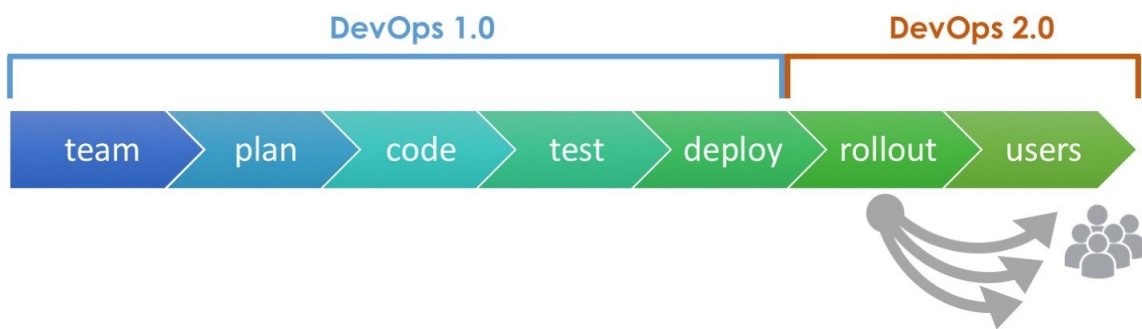 DevOps 1.0 DevOps 2.0
team plan code test deploy rollout users